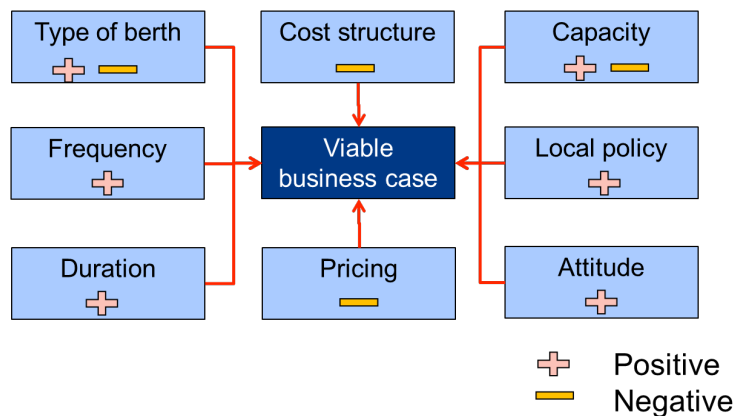 Type of berth
Cost structure
Capacity
Frequency
Viable
business case
Local policy
Duration
Pricing
Attitude
Positive
Negative